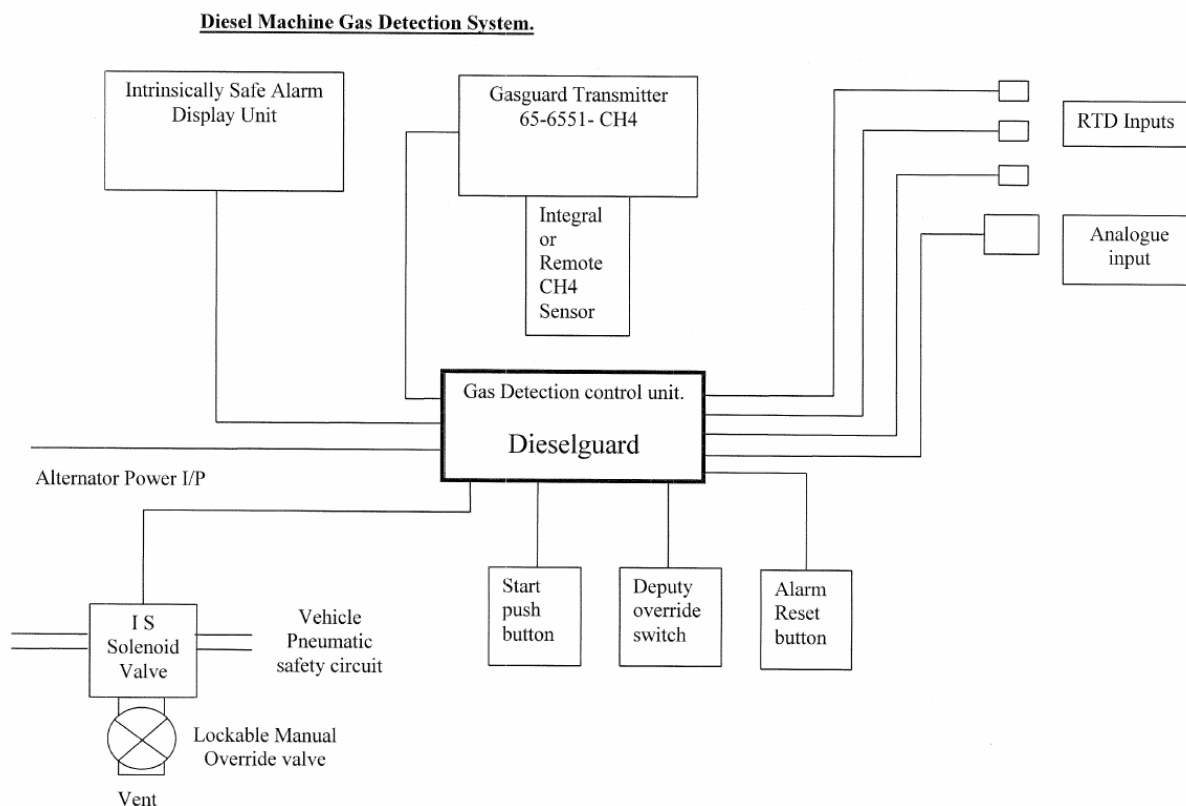 Diesel Machine Gas Detection System.
Intrinsically Safe Alarm
Display Unit
Gasguard Transmitter
65-6551- CH4
RTD Inputs
Integral
or
Remote
CH4
Sensor
Analogue
input
Gas Detection control unit.
Dieselguard
Alternator Power I/P
Start
push
button
Deputy
override
switch
Alarm
Reset
button
I S
Solenoid
Valve
Vehicle
Pneumatic
safety circuit
Lockable Manual
Override valve
Vent